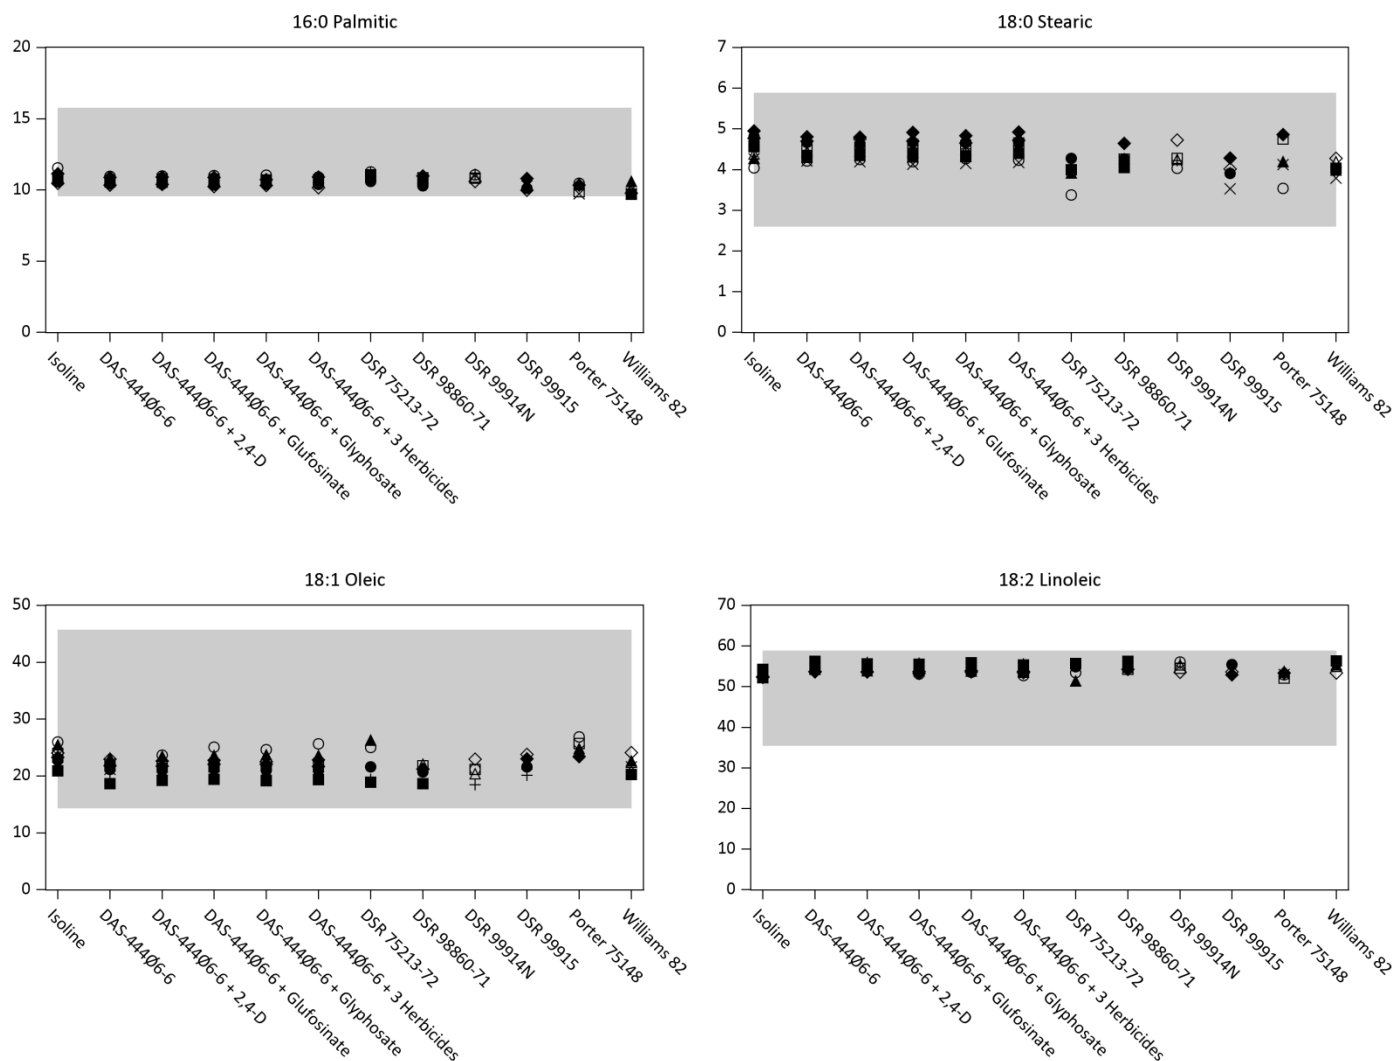 16:0 Palmitic
20
15
10
5
0
Isoline
DAS-444Ø6-6
DAS-444Ø6-6 + 2,4-D
DAS-444Ø6-6 + Glufosinate
DAS-444Ø6-6 + Glyphosate
DAS-444Ø6-6 + 3 Herbicides
DSR 75213-72
DSR 98860-71
DSR 99914N
DSR 99915
Porter 75148
Williams 82
18:0 Stearic
7
6
5
4
3
2
1
0
Isoline
DAS-444Ø6-6
DAS-444Ø6-6 + 2,4-D
DAS-444Ø6-6 + Glufosinate
DAS-444Ø6-6 + Glyphosate
DAS-444Ø6-6 + 3 Herbicides
DSR 75213-72
DSR 98860-71
DSR 99914N
DSR 99915
Porter 75148
Williams 82
18:1 Oleic
50
40
30
20
10
0
Isoline
DAS-444Ø6-6
DAS-444Ø6-6 + 2,4-D
DAS-444Ø6-6 + Glufosinate
DAS-444Ø6-6 + Glyphosate
DAS-444Ø6-6 + 3 Herbicides
DSR 75213-72
DSR 98860-71
DSR 99914N
DSR 99915
Porter 75148
Williams 82
18:2 Linoleic
70
60
50
40
30
20
10
0
Isoline
DAS-444Ø6-6
DAS-444Ø6-6 + 2,4-D
DAS-444Ø6-6 + Glufosinate
DAS-444Ø6-6 + Glyphosate
DAS-444Ø6-6 + 3 Herbicides
DSR 75213-72
DSR 98860-71
DSR 99914N
DSR 99915
Porter 75148
Williams 82